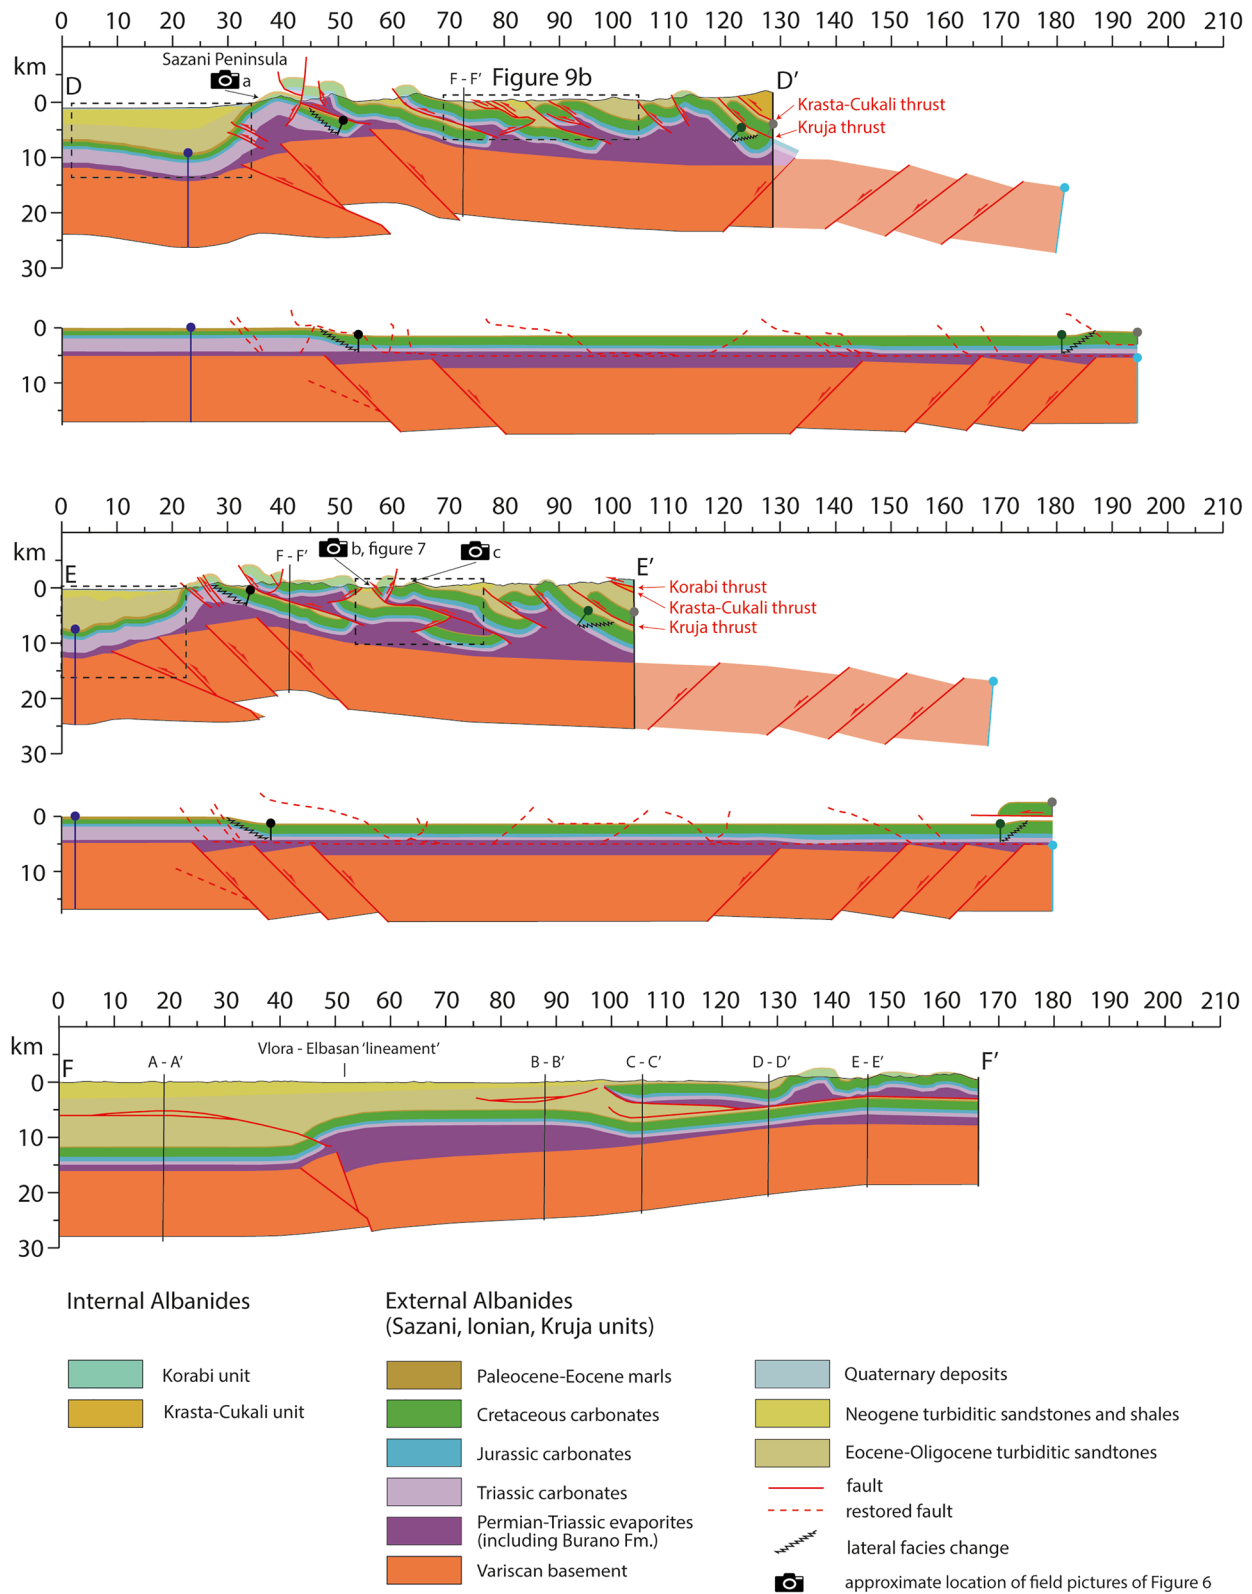 0 10 20 30 40 50 60 70 80 90 100 110 120 130 140 150 160 170 180 190 200 210
km
D
Sazani Peninsula
a
F - F′
Figure 9b
D′
0
10
20
30
Krasta-Cukali thrust
Kruja thrust
0
10
0 10 20 30 40 50 60 70 80 90 100 110 120 130 140 150 160 170 180 190 200 210
km
E
F - F′
b, figure 7
c
E′
0
10
20
30
Korabi thrust
Krasta-Cukali thrust
Kruja thrust
0
10
0 10 20 30 40 50 60 70 80 90 100 110 120 130 140 150 160 170 180 190 200 210
km
F
A - A′
Vlora - Elbasan ‘lineament’
B - B′
C - C′
D - D′
E - E′
F′
0
10
20
30
Internal Albanides
Korabi unit
Krasta-Cukali unit
External Albanides
(Sazani, Ionian, Kruja units)
Paleocene-Eocene marls
Cretaceous carbonates
Jurassic carbonates
Triassic carbonates
Permian-Triassic evaporites
(including Burano Fm.)
Variscan basement
Quaternary deposits
Neogene turbiditic sandstones and shales
Eocene-Oligocene turbiditic sandtones
fault
restored fault
lateral facies change
approximate location of field pictures of Figure 6